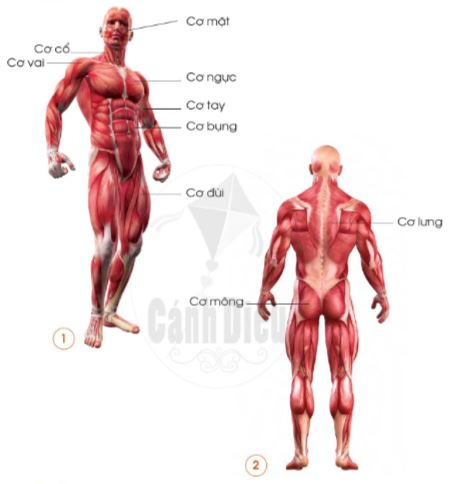 Cơ mặt
Cơ cổ
Cơ vai
Cơ ngực
Cơ tay
Cơ bụng
Cơ đùi
Cơ lưng
Cơ mông
Cánh Diều
1
2